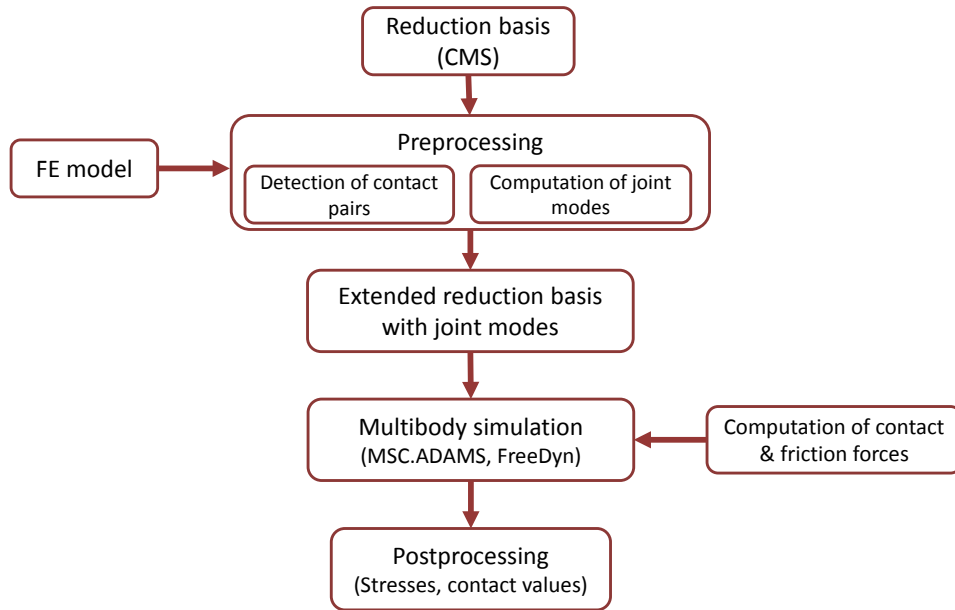 Reduction basis
(CMS)
Preprocessing
FE model
Detection of contact
pairs
Computation of joint
modes
Extended reduction basis
with joint modes
Multibody simulation
(MSC.ADAMS, FreeDyn)
Computation of contact
& friction forces
Postprocessing
(Stresses, contact values)